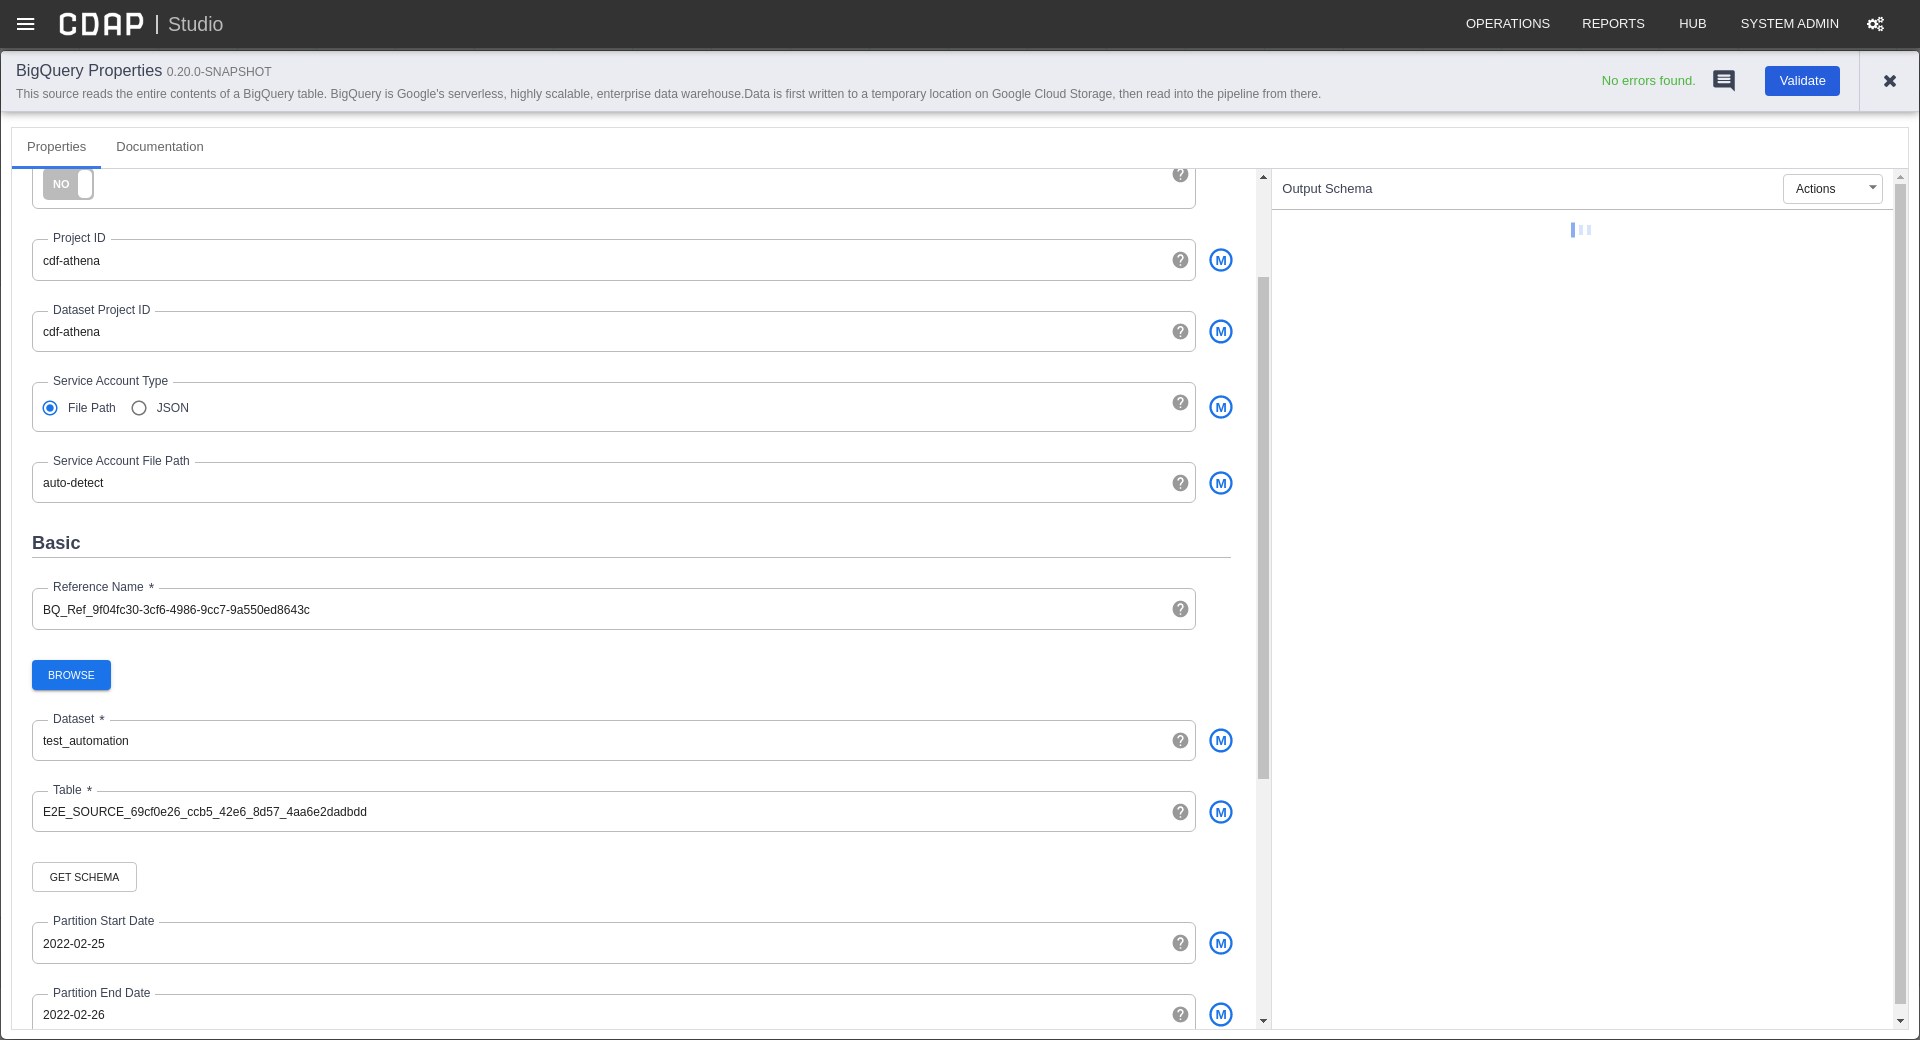 CDAP | Studio
OPERATIONS REPORTS HUB SYSTEM ADMIN
BigQuery Properties 0.20.0-SNAPSHOT
This source reads the entire contents of a BigQuery table. BigQuery is Google's serverless, highly scalable, enterprise data warehouse.Data is first written to a temporary location on Google Cloud Storage, then read into the pipeline from there.
No errors found.
Validate
Properties Documentation
NO
Project ID
cdf-athena
M
Dataset Project ID
cdf-athena
M
Service Account Type
File Path JSON
M
Service Account File Path
auto-detect
M
Basic
Reference Name *
BQ_Ref_9f04fc30-3cf6-4986-9cc7-9a550ed8643c
BROWSE
Dataset *
test_automation
M
Table *
E2E_SOURCE_69cf0e26_ccb5_42e6_8d57_4aa6e2dadbdd
M
GET SCHEMA
Partition Start Date
2022-02-25
M
Partition End Date
2022-02-26
M
Output Schema
Actions